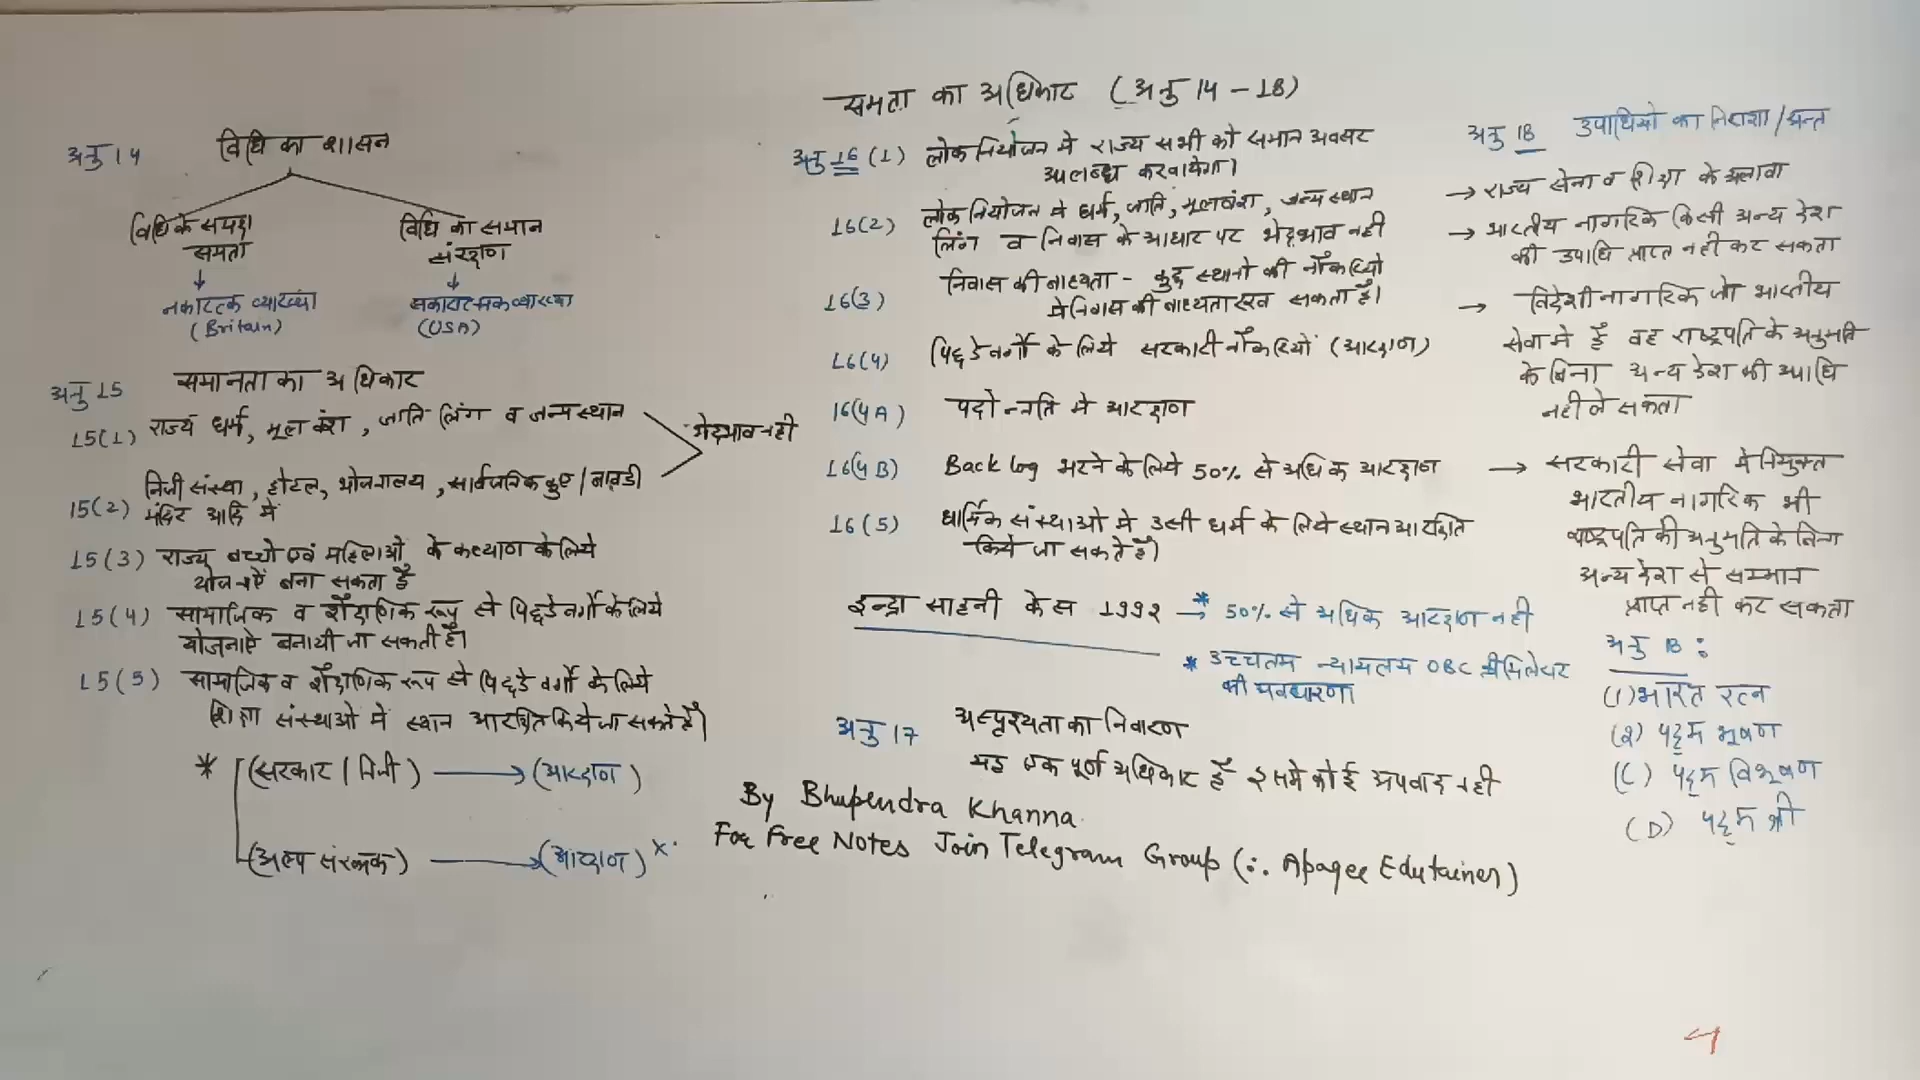 समता का अधिकार (अनु 14 - 18)
अनु 14 विधि का शासन
विधि के समक्ष समता
विधि का समान संरक्षण
नकारत्क व्याख्या
(Britain)
सकारात्मक व्याख्या
(USA)
अनु 15 समानता का अधिकार
15(1) राज्य धर्म, मूल वंश, जाति लिंग व जन्म स्थान
भेदभाव नही
निजी संस्था, होटल, भोजनालय, सार्वजनिक कुए / बावडी
15(2) मंदिर आदि में
15(3) राज्य बच्चो एवं महिलाओ के कल्याण के लिये
योजनाऐं बना सकता है
15(4) सामाजिक व शैक्षणिक रूप से पिछडे वर्गो के लिये
योजनाऐ बनायी जा सकती है।
15(5) सामाजिक व शैक्षणिक रूप से पिछडे वर्गो के लिये
शिक्षा संस्थाओ में स्थान आरक्षित किये जा सकते है।
* (सरकार / निजी) → (आरक्षण)
(अल्प संख्यक) → (आरक्षण) ×
अनु 16 (1) लोक नियोजन मे राज्य सभी को समान अवसर
उपलब्ध करवायेगा।
16(2) लोक नियोजन मे धर्म, जाति, मूलवंश, जन्म स्थान
लिंग व निवास के आधार पर भेदभाव नही
निवास की बाध्यता - कुछ स्थानो की नौकरियो
16(3) मे निवास की बाध्यता रख सकता है।
16(4) पिछडे वर्गो के लिये सरकारी नौकरियों (आरक्षण)
16(4A) पदोन्नति मे आरक्षण
16(4B) Back log भरने के लिये 50% से अधिक आरक्षण
16(5) धार्मिक संस्थाओ मे उसी धर्म के लिये स्थान आरक्षित
किये जा सकते है।
इन्द्रा साहनी केस 1992 → * 50% से अधिक आरक्षण नही
* उच्चतम न्यायलय OBC क्रीमिलेयर
की अवधारणा
अनु 17 अस्पृश्यता का निवारण
यह एक पूर्ण अधिकार है इसमे कोई अपवाद नही
By Bhupendra Khanna.
For Free Notes Join Telegram Group (:. Apagee Edutainer)
अनु 18 उपाधियो का / अन्त
→ राज्य सेना व शिक्षा के अलावा
→ भारतीय नागरिक किसी अन्य देश
की उपाधि प्राप्त नही कर सकता
→ विदेशी नागरिक जो भारतीय
सेवा मे है वह राष्ट्रपति के अनुमति
के बिना अन्य देश की उपाधि
नही ले सकता
→ सरकारी सेवा मे नियुक्त
भारतीय नागरिक भी
राष्ट्रपति की अनुमति के बिना
अन्य देश से सम्मान
प्राप्त नही कर सकता
अनु 18 :
(1) भारत रत्न
(2) पद्म भूषण
(C) पद्म विभूषण
(D) पद्म श्री
4